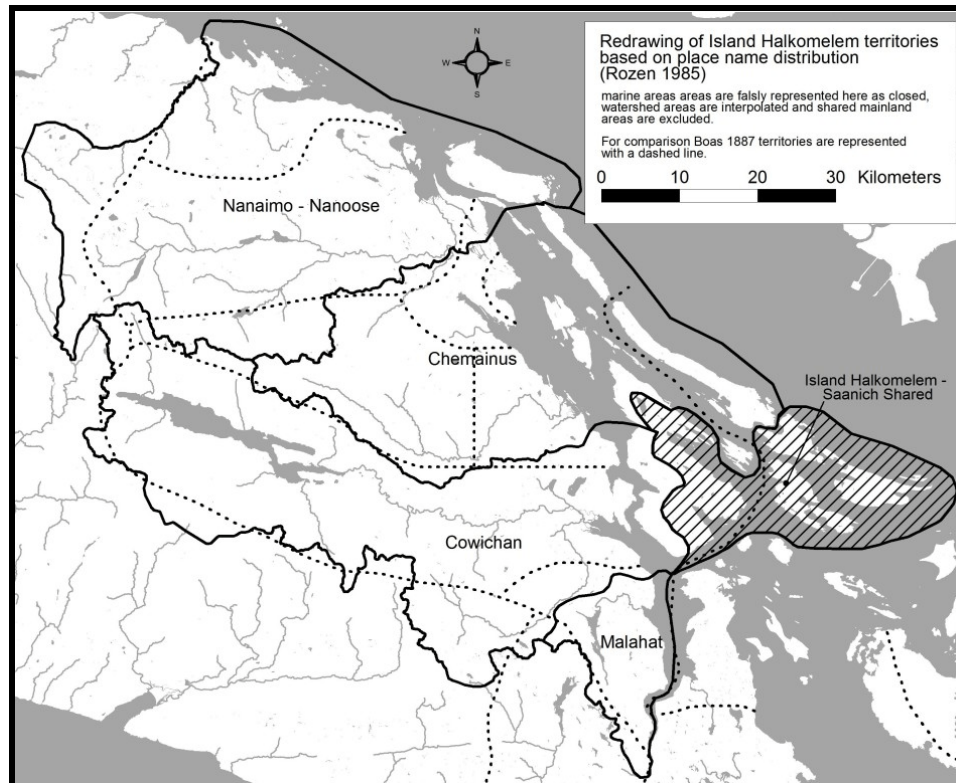 Redrawing of Island Halkomelem territories
based on place name distribution
(Rozen 1985)
marine areas areas are falsly represented here as closed,
watershed areas are interpolated and shared mainland
areas are excluded.
For comparison Boas 1887 territories are represented
with a dashed line.
0 10 20 30 Kilometers
N
W E
S
Nanaimo - Nanoose
Chemainus
Island Halkomelem -
Saanich Shared
Cowichan
Malahat